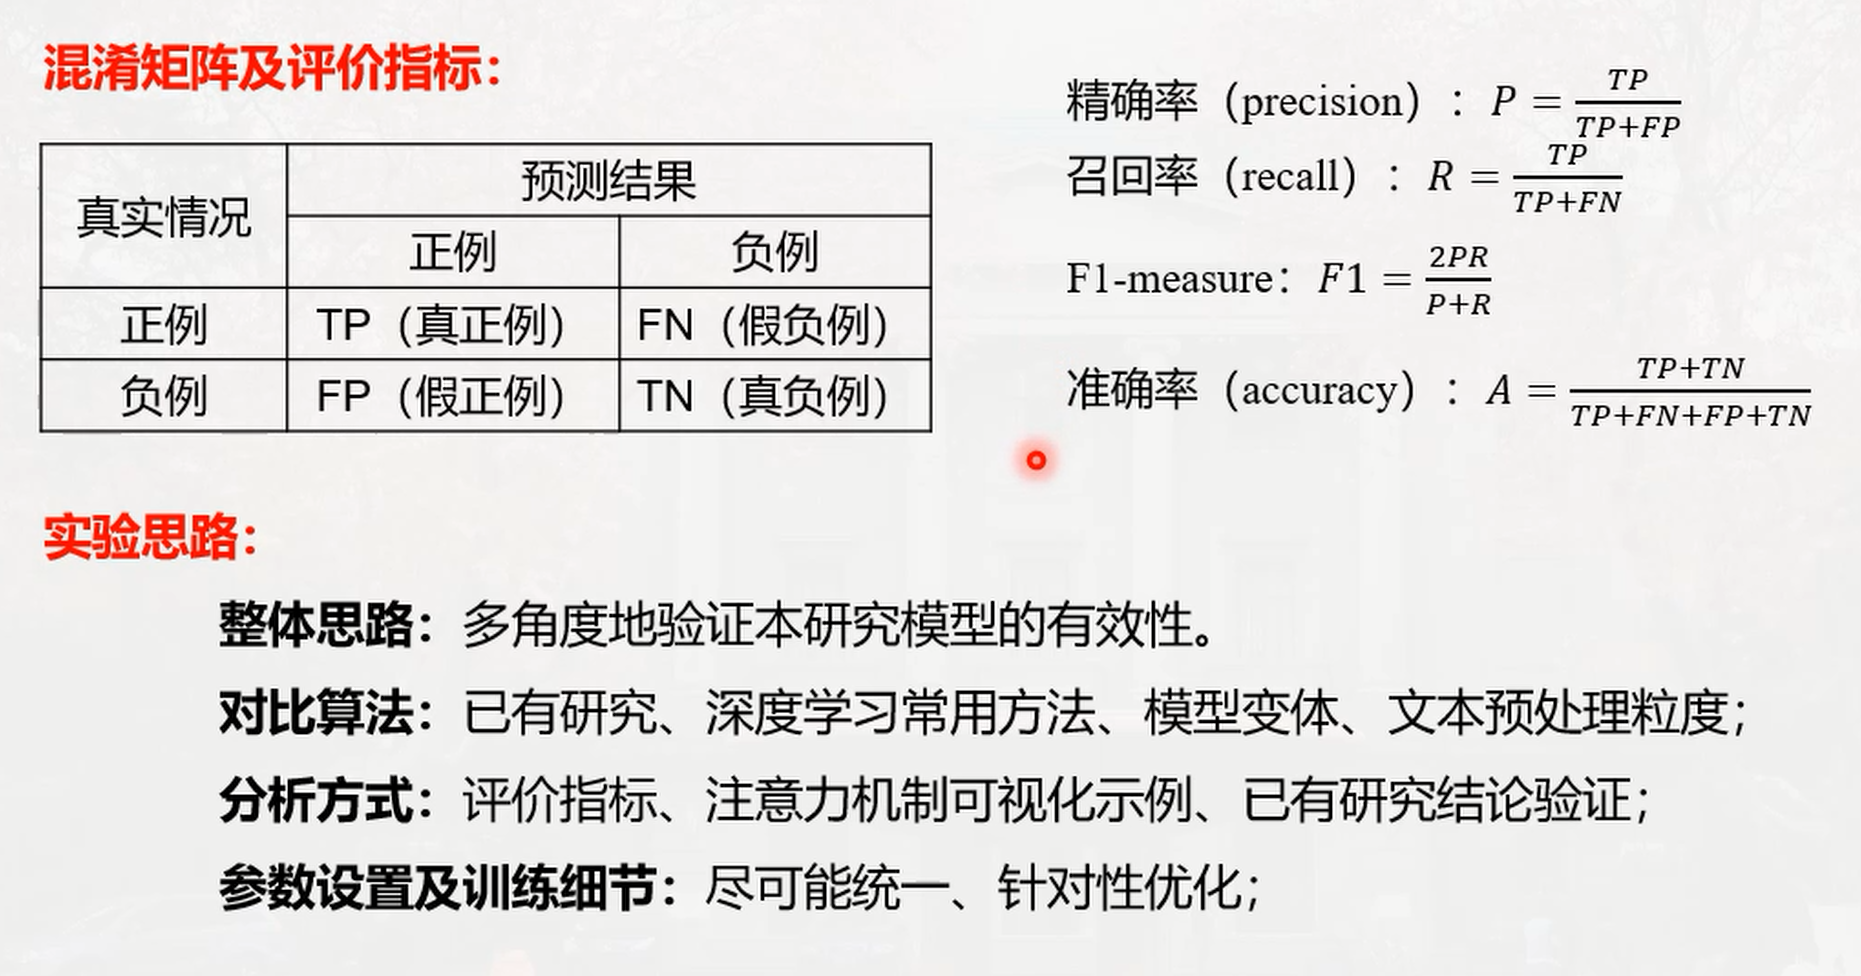 混淆矩阵及评价指标：
真实情况 预测结果
正例 负例
正例 TP（真正例） FN（假负例）
负例 FP（假正例） TN（真负例）
精确率（precision）：P = TP / TP+FP
召回率（recall）：R = TP / TP+FN
F1-measure：F1 = 2PR / P+R
准确率（accuracy）：A = TP+TN / TP+FN+FP+TN
实验思路：
整体思路：多角度地验证本研究模型的有效性。
对比算法：已有研究、深度学习常用方法、模型变体、文本预处理粒度；
分析方式：评价指标、注意力机制可视化示例、已有研究结论验证；
参数设置及训练细节：尽可能统一、针对性优化；